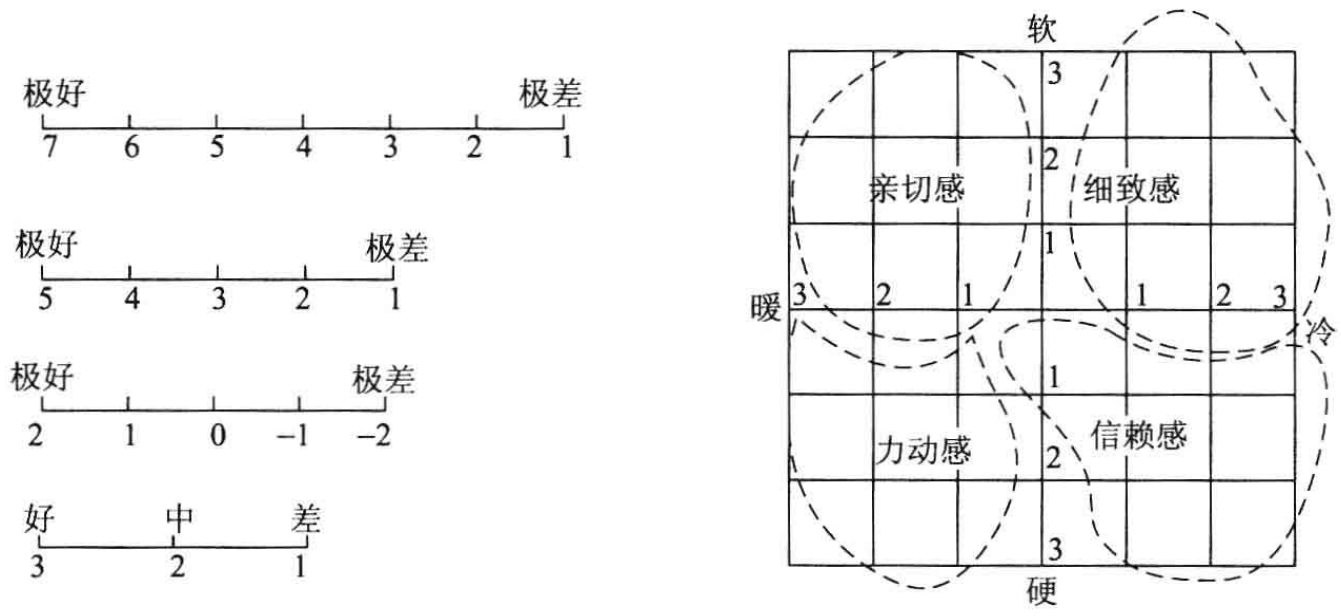 极好 极差
7 6 5 4 3 2 1
极好 极差
5 4 3 2 1
极好 极差
2 1 0 -1 -2
好 中 差
3 2 1
软
3
2
亲切感 细致感
1
暖 3 2 1 1 2 3 冷
1
力动感 2 信赖感
3
硬